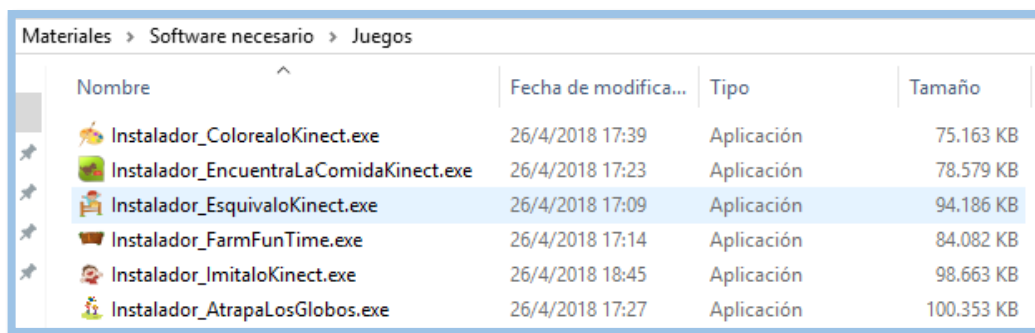 Materiales > Software necesario > Juegos
Nombre Fecha de modifica... Tipo Tamaño
Instalador_ColorealoKinect.exe 26/4/2018 17:39 Aplicación 75.163 KB
Instalador_EncuentraLaComidaKinect.exe 26/4/2018 17:23 Aplicación 78.579 KB
Instalador_EsquivaloKinect.exe 26/4/2018 17:09 Aplicación 94.186 KB
Instalador_FarmFunTime.exe 26/4/2018 17:14 Aplicación 84.082 KB
Instalador_ImitaloKinect.exe 26/4/2018 18:45 Aplicación 98.663 KB
Instalador_AtrapaLosGlobos.exe 26/4/2018 17:27 Aplicación 100.353 KB